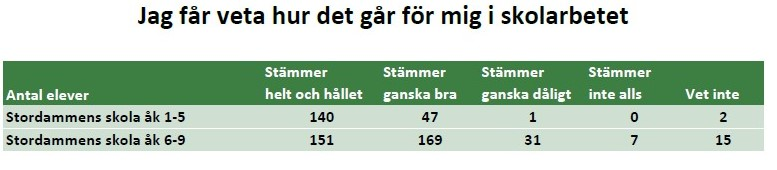 Jag får veta hur det går för mig i skolarbetet
Antal elever Stämmer helt och hållet Stämmer ganska bra Stämmer ganska dåligt Stämmer inte alls Vet inte
Stordammens skola åk 1-5 140 47 1 0 2
Stordammens skola åk 6-9 151 169 31 7 15